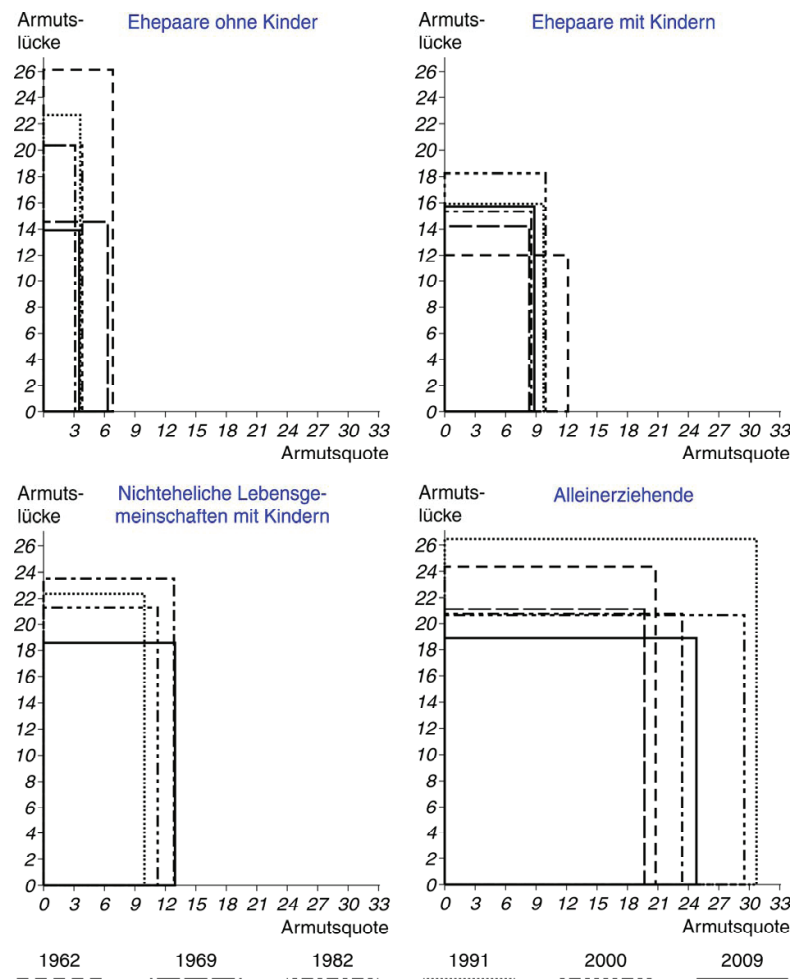 Armuts-
lücke
Ehepaare ohne Kinder
26
24
22
20
18
16
14
12
10
8
6
4
2
0
3 6 9 12 15 18 21 24 27 30 33
Armutsquote
Armuts-
lücke
Ehepaare mit Kindern
26
24
22
20
18
16
14
12
10
8
6
4
2
0
0 3 6 9 12 15 18 21 24 27 30 33
Armutsquote
Armuts-
lücke
Nichteheliche Lebensge-
meinschaften mit Kindern
26
24
22
20
18
16
14
12
10
8
6
4
2
0
3 6 9 12 15 18 21 24 27 30 33
Armutsquote
Armuts-
lücke
Alleinerziehende
26
24
22
20
18
16
14
12
10
8
6
4
2
0
0 3 6 9 12 15 18 21 24 27 30 33
Armutsquote
1962 1969 1982 1991 2000 2009